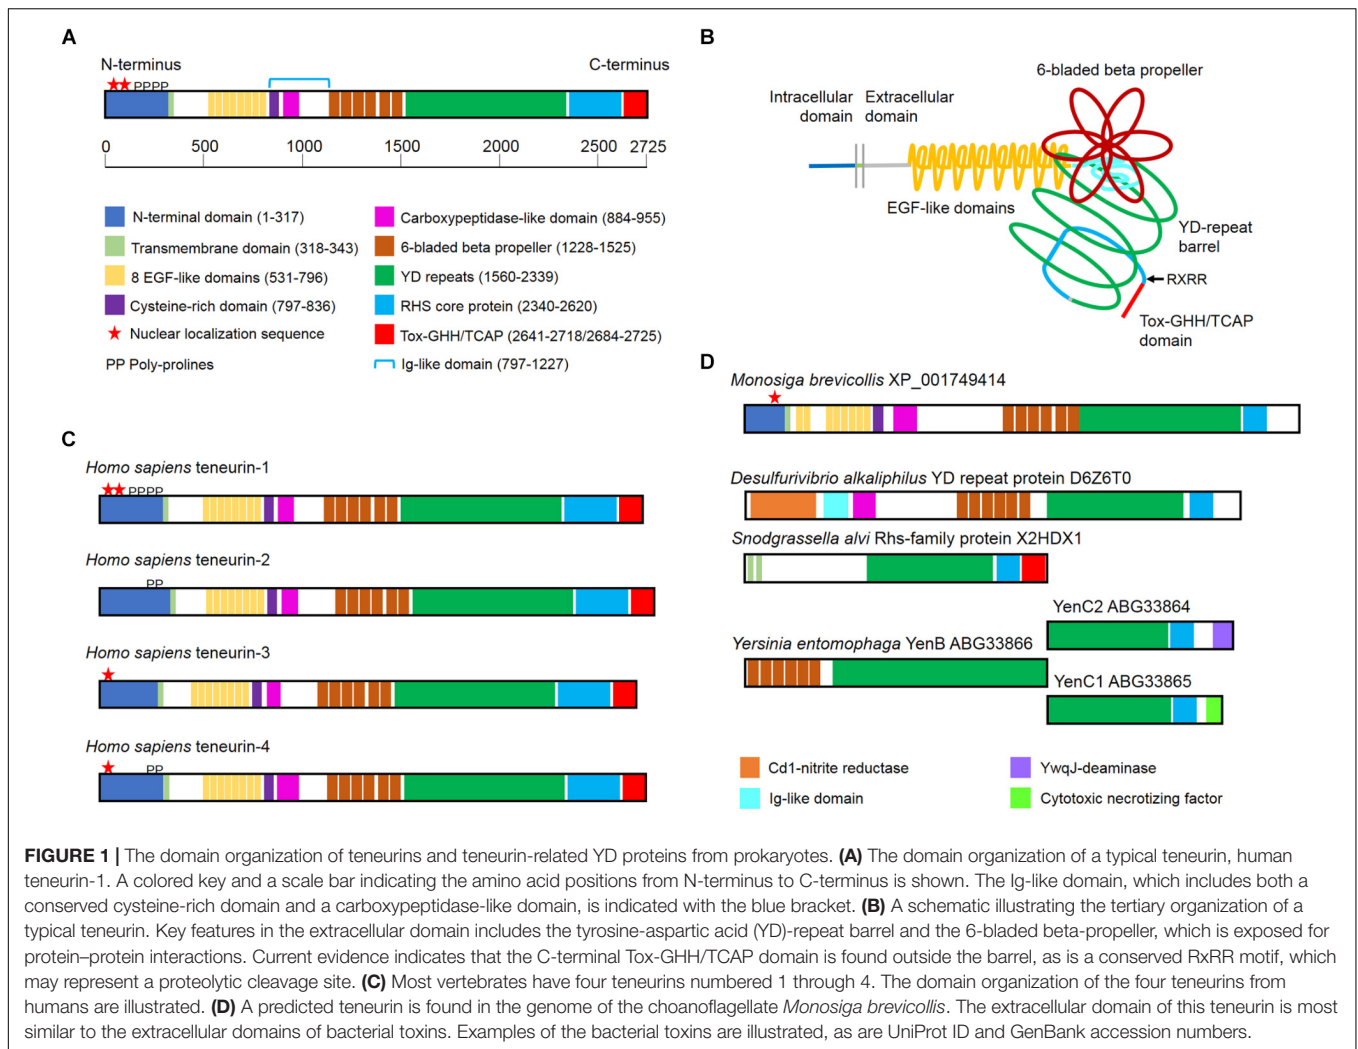 A
N-terminus
C-terminus
PPPP
0 500 1000 1500 2000 2500 2725
N-terminal domain (1-317)
Transmembrane domain (318-343)
8 EGF-like domains (531-796)
Cysteine-rich domain (797-836)
Nuclear localization sequence
PP Poly-prolines
Carboxypeptidase-like domain (884-955)
6-bladed beta propeller (1228-1525)
YD repeats (1560-2339)
RHS core protein (2340-2620)
Tox-GHH/TCAP (2641-2718/2684-2725)
Ig-like domain (797-1227)
B
6-bladed beta propeller
Intracellular
domain
Extracellular
domain
EGF-like domains
YD-repeat
barrel
RXRR
Tox-GHH/TCAP
domain
C
Homo sapiens teneurin-1
PPPP
Homo sapiens teneurin-2
PP
Homo sapiens teneurin-3
Homo sapiens teneurin-4
PP
D
Monosiga brevicollis XP_001749414
Desulfurivibrio alkaliphilus YD repeat protein D6Z6T0
Snodgrassella alvi Rhs-family protein X2HDX1
YenC2 ABG33864
Yersinia entomophaga YenB ABG33866
YenC1 ABG33865
Cd1-nitrite reductase
Ig-like domain
YwqJ-deaminase
Cytotoxic necrotizing factor
FIGURE 1 | The domain organization of teneurins and teneurin-related YD proteins from prokaryotes. (A) The domain organization of a typical teneurin, human
teneurin-1. A colored key and a scale bar indicating the amino acid positions from N-terminus to C-terminus is shown. The Ig-like domain, which includes both a
conserved cysteine-rich domain and a carboxypeptidase-like domain, is indicated with the blue bracket. (B) A schematic illustrating the tertiary organization of a
typical teneurin. Key features in the extracellular domain includes the tyrosine-aspartic acid (YD)-repeat barrel and the 6-bladed beta-propeller, which is exposed for
protein–protein interactions. Current evidence indicates that the C-terminal Tox-GHH/TCAP domain is found outside the barrel, as is a conserved RxRR motif, which
may represent a proteolytic cleavage site. (C) Most vertebrates have four teneurins numbered 1 through 4. The domain organization of the four teneurins from
humans are illustrated. (D) A predicted teneurin is found in the genome of the choanoflagellate Monosiga brevicollis. The extracellular domain of this teneurin is most
similar to the extracellular domains of bacterial toxins. Examples of the bacterial toxins are illustrated, as are UniProt ID and GenBank accession numbers.